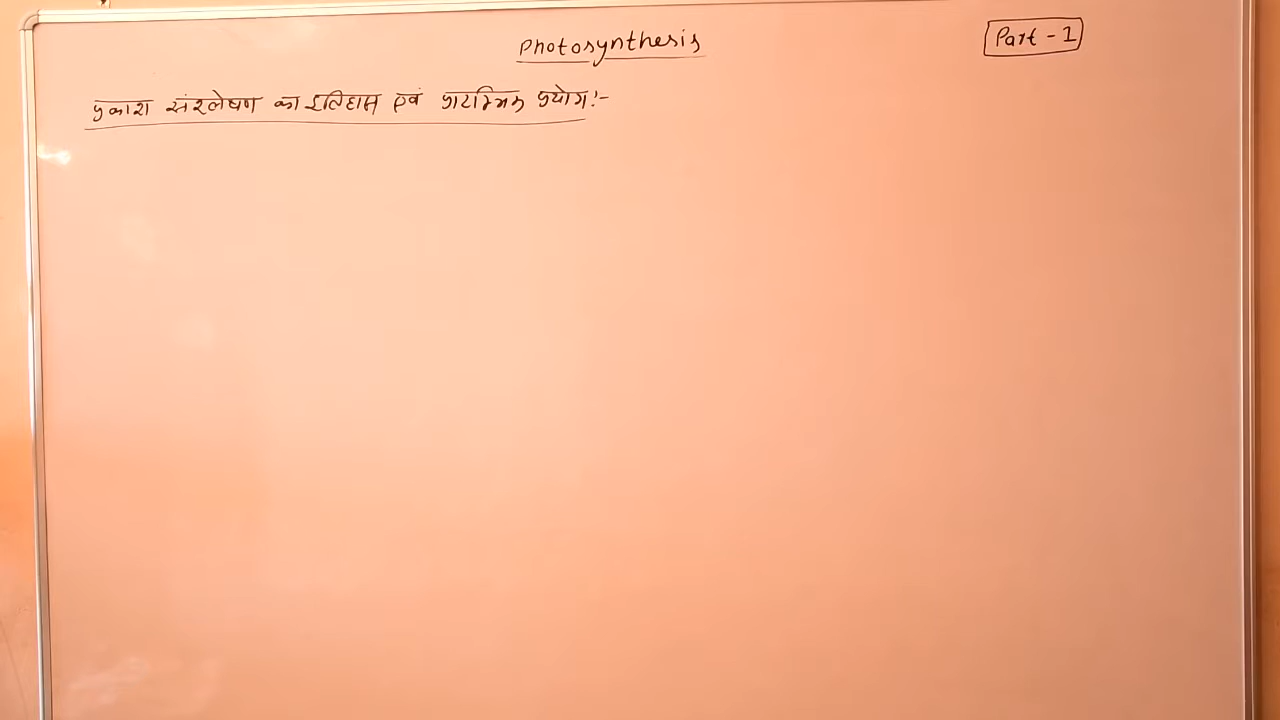 Photosynthesis
Part - 1
प्रकाश संश्लेषण का इतिहास एवं प्रारम्भिक प्रयोग:-